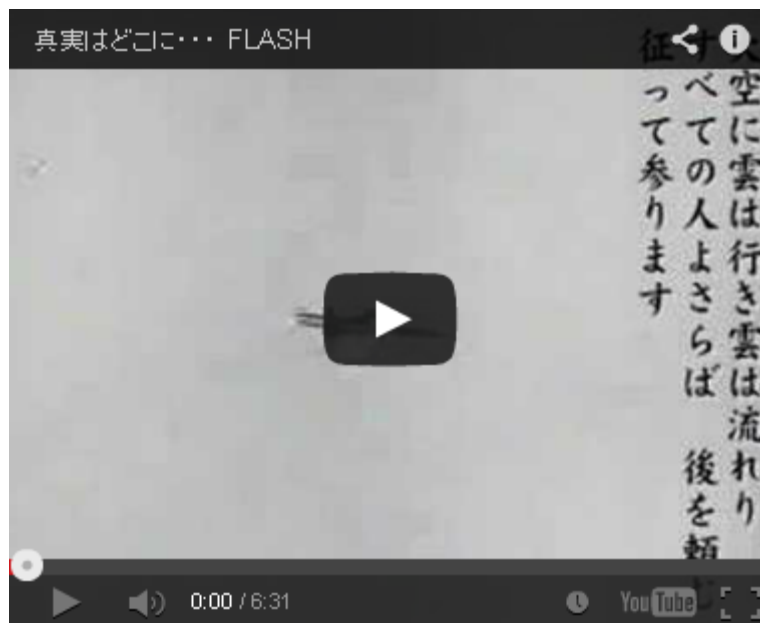 真実はどこに・・・ FLASH
大空に雲は行き雲は流れり
すべての人よさらば 後を頼む
征って参ります
0:00 / 6:31
YouTube